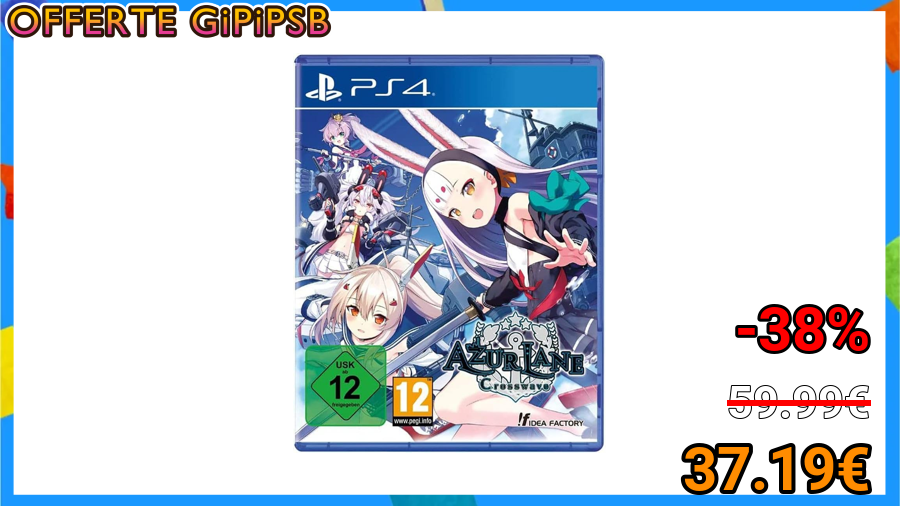 OFFERTE GiPiPSB
PS4
AZUR LANE
Crosswave
USK
ab
12
freigegeben
12
www.pegi.info
IDEA FACTORY
-38%
59.99€
37.19€